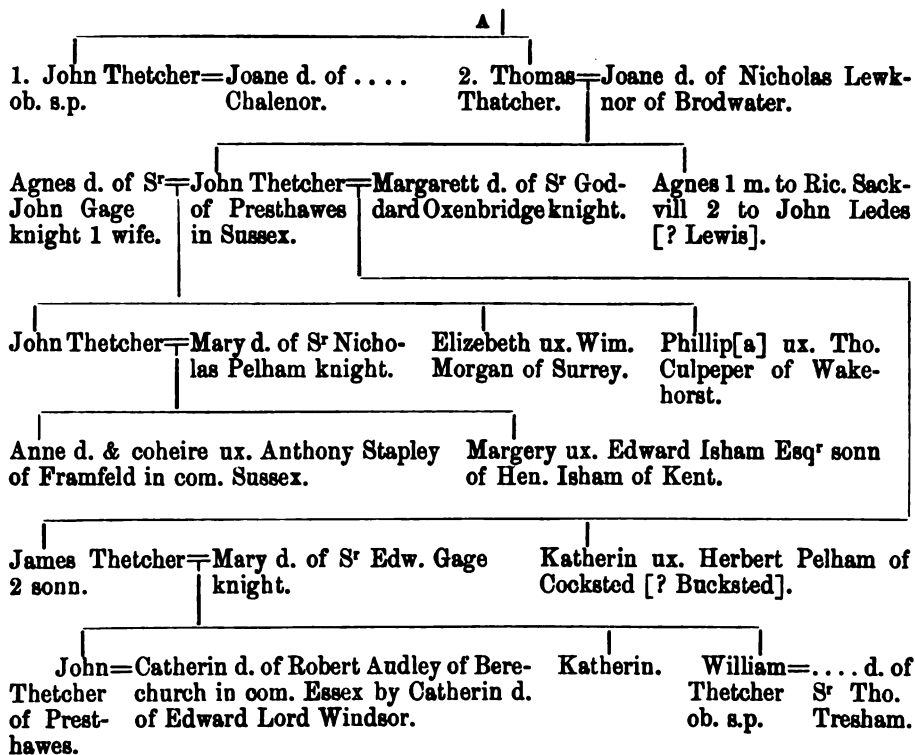 A
1. John Thetcher=Joane d. of .... 2. Thomas=Joane d. of Nicholas Lewk-
ob. s.p. Chalenor. Thatcher. nor of Brodwater.
Agnes d. of Sʳ=John Thetcher=Margarett d. of Sʳ God- Agnes 1 m. to Ric. Sack-
John Gage of Presthawes dard Oxenbridge knight. vill 2 to John Ledes
knight 1 wife. in Sussex. [? Lewis].
John Thetcher=Mary d. of Sʳ Nicho- Elizebeth ux. Wim. Phillip[a] ux. Tho.
las Pelham knight. Morgan of Surrey. Culpeper of Wake-
horst.
Anne d. & coheire ux. Anthony Stapley Margery ux. Edward Isham Esqʳ sonn
of Framfeld in com. Sussex. of Hen. Isham of Kent.
James Thetcher=Mary d. of Sʳ Edw. Gage Katherin ux. Herbert Pelham of
2 sonn. knight. Cocksted [? Bucksted].
John=Catherin d. of Robert Audley of Bere- Katherin. William=.... d. of
Thetcher church in com. Essex by Catherin d. Thetcher Sʳ Tho.
of Prest- of Edward Lord Windsor. ob. s.p. Tresham.
hawes.